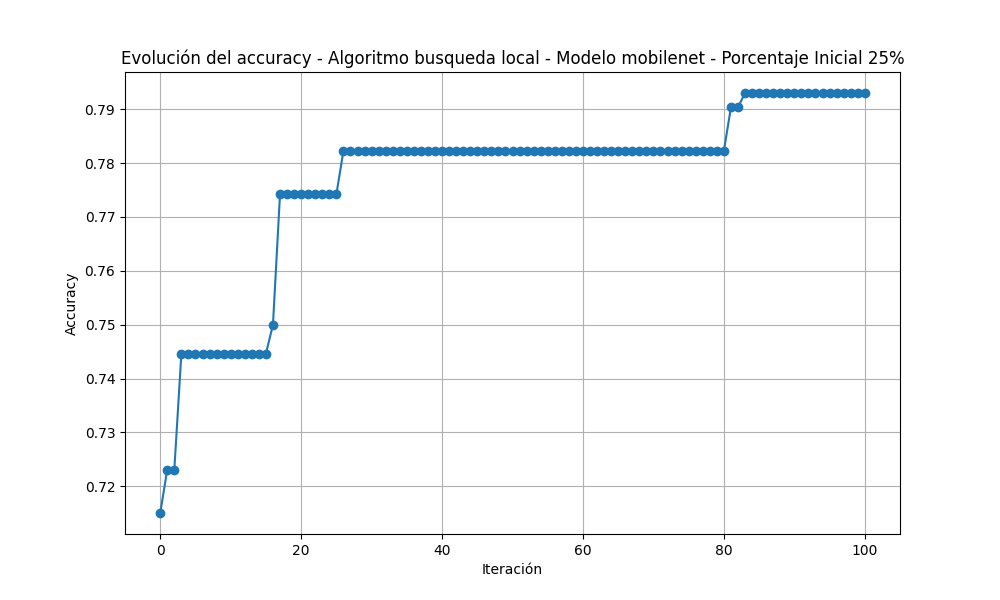 Evolución del accuracy - Algoritmo busqueda local - Modelo mobilenet - Porcentaje Inicial 25%
Accuracy
0.79
0.78
0.77
0.76
0.75
0.74
0.73
0.72
0 20 40 60 80 100
Iteración